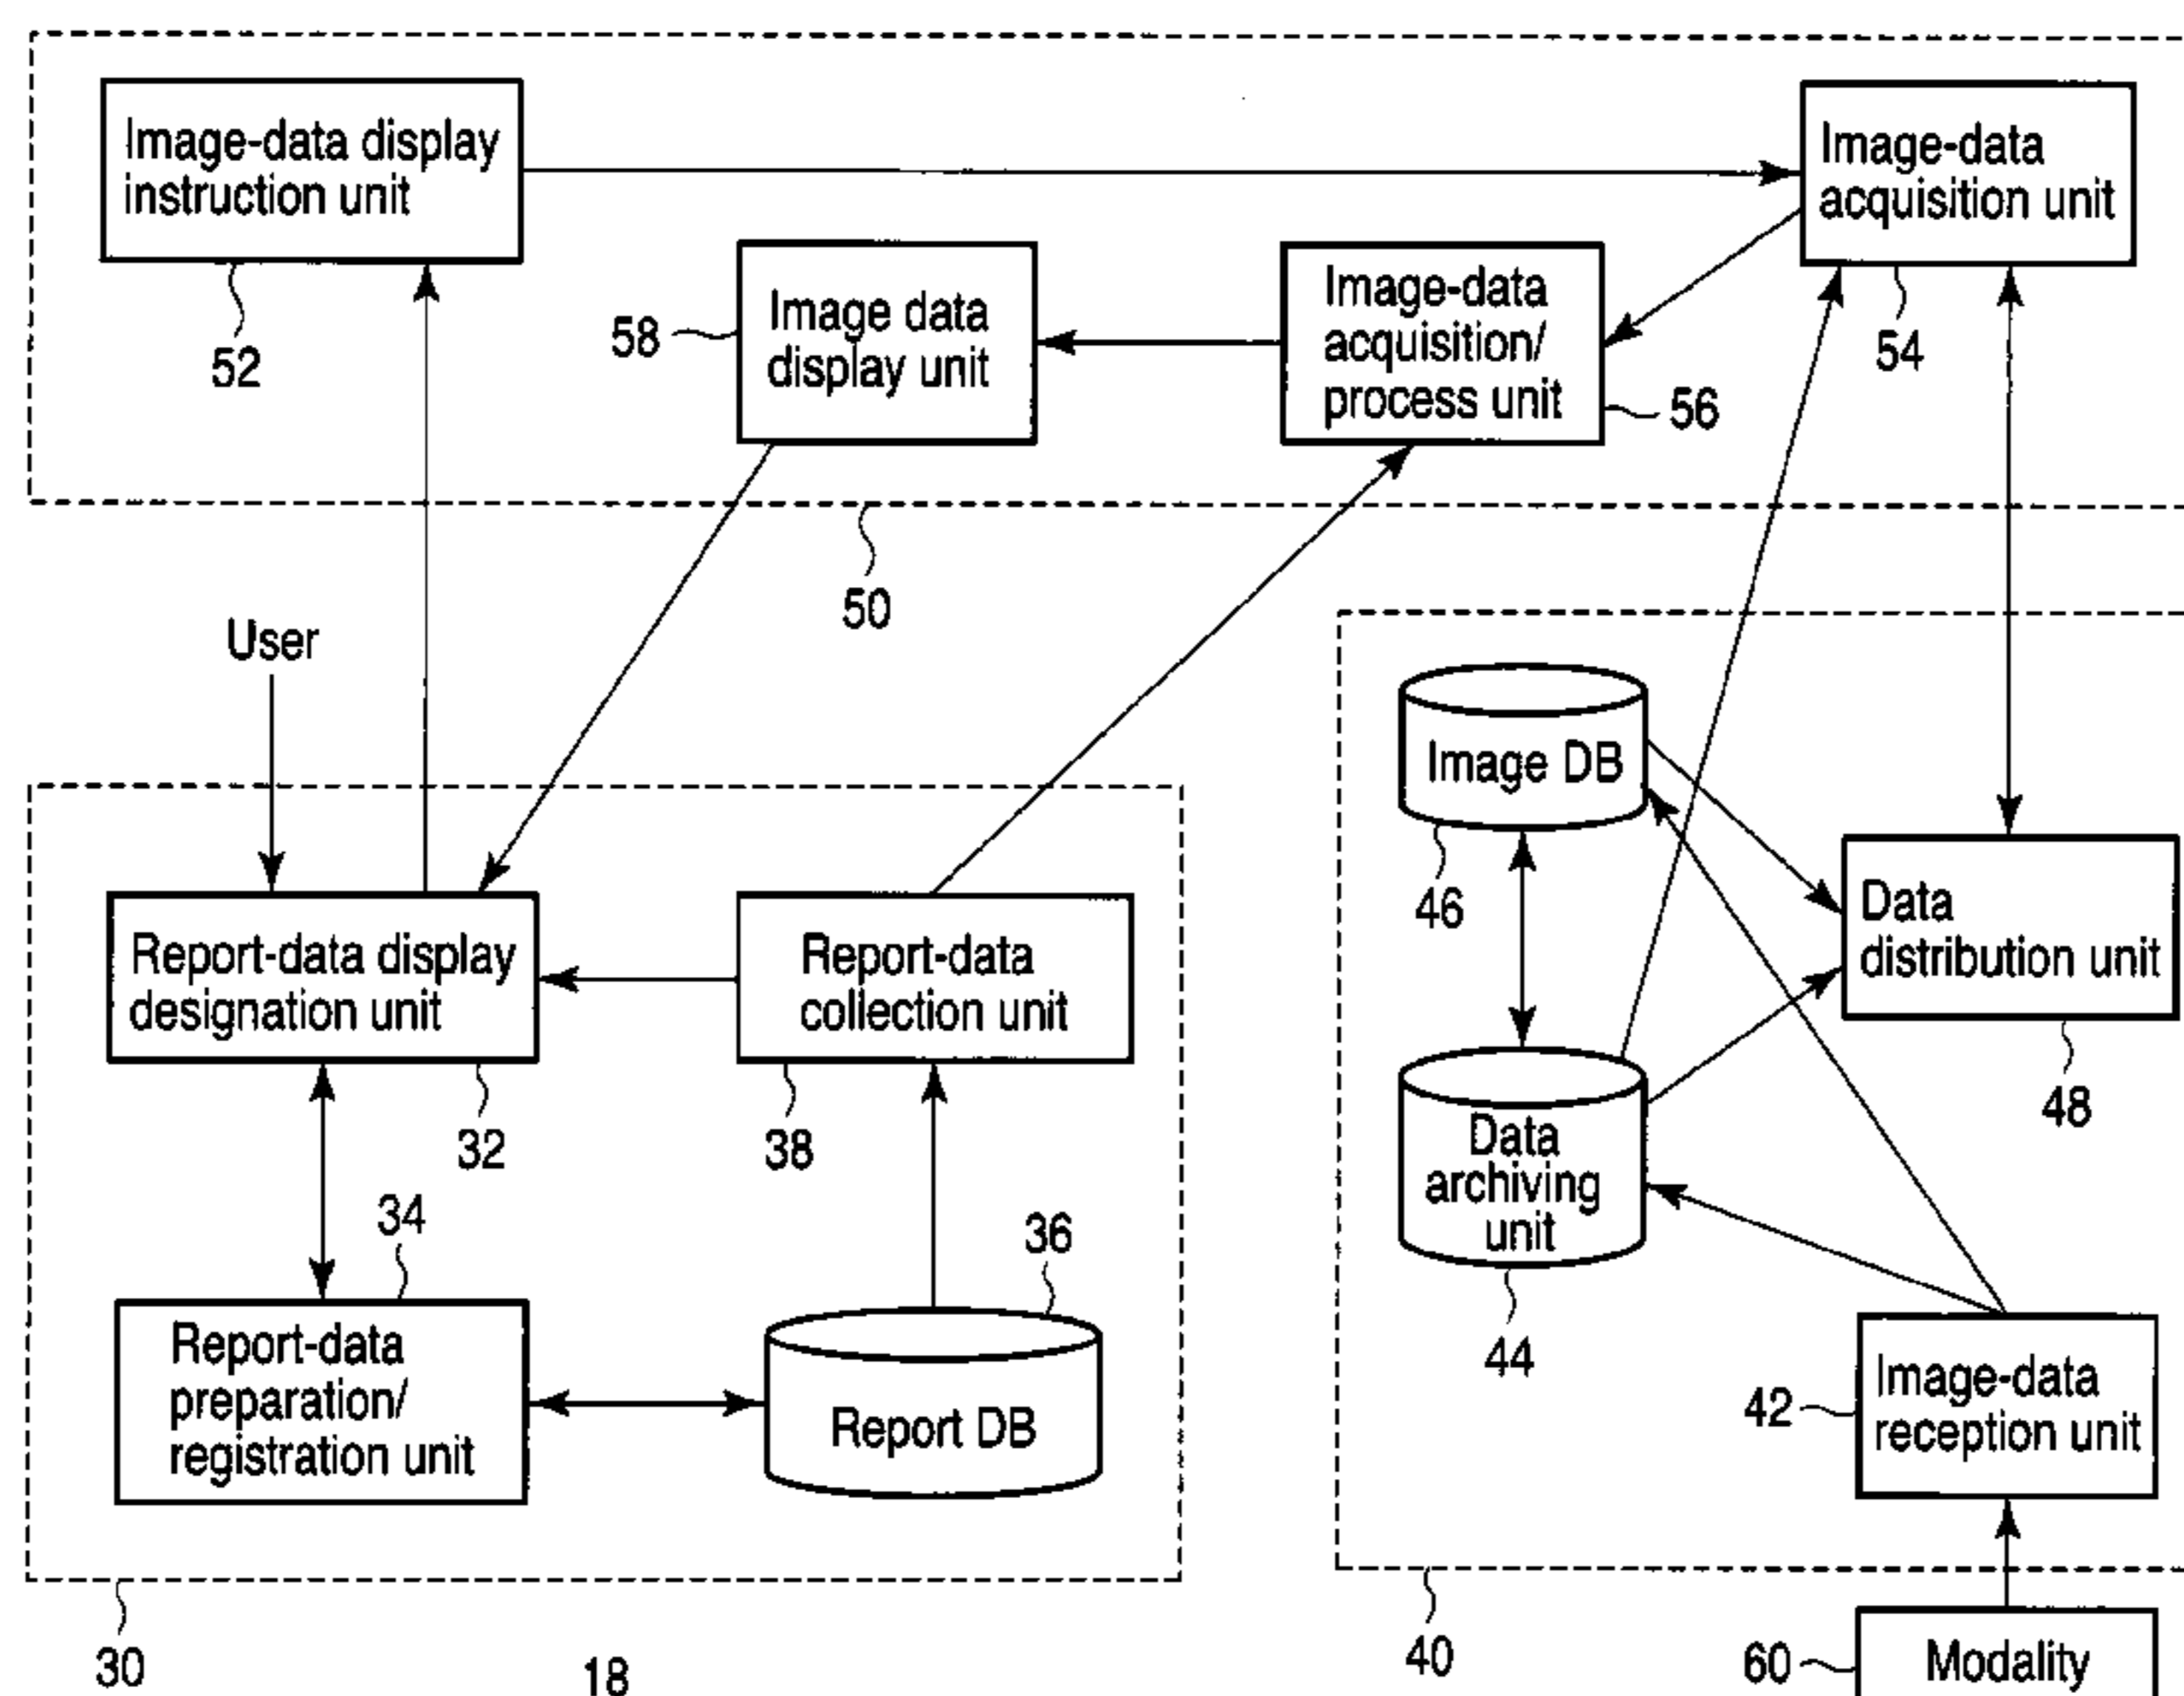 Image-data display
instruction unit
52
Image data
display unit
58
Image-data
acquisition/
process unit
56
Image-data
acquisition unit
54
50
User
Report-data display
designation unit
32
Report-data
collection unit
38
34
Report-data
preparation/
registration unit
36
Report DB
30
18
Image DB
46
Data
distribution unit
48
Data
archiving
unit
44
42
Image-data
reception unit
40
60
Modality